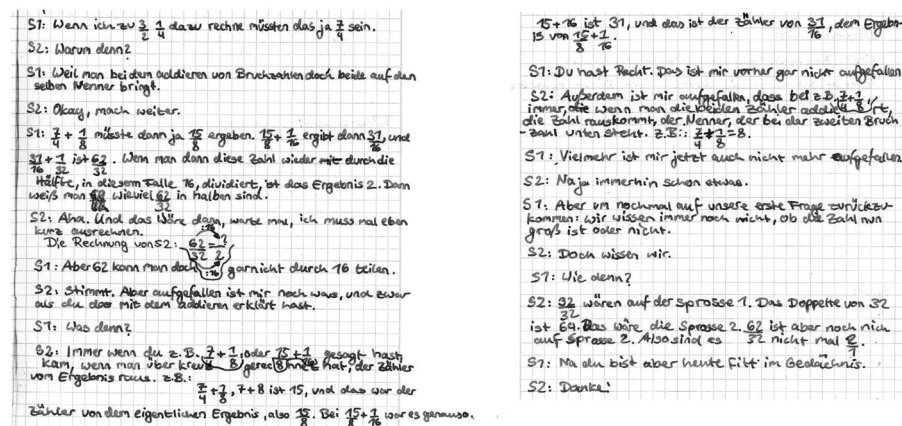 S1: Wenn ich zu 3/2 1/4 dazu rechne müssten das ja 7/4 sein.
S2: Warum denn?
S1: Weil man bei dem addieren von Bruchzahlen doch beide auf den
selben Nenner bringt.
S2: Okay, mach weiter.
S1: 7/4 + 1/8 müsste dann ja 15/8 ergeben. 15/8 + 1/16 ergibt dann 31/16, und
31/16 + 1/32 ist 62/32. Wenn man dann diese Zahl wieder mit durch die
Hälfte, in diesem Falle 16, dividiert, ist das Ergebnis 2. Dann
weiß man wieviel 62/32 in halben sind.
S2: Aha. Und das wäre dann, warte mal, ich muss mal eben
kurz ausrechnen.
Die Rechnung von S2: 62/32 = ?/2 :16 :16
S1: Aber 62 kann man doch garnicht durch 16 teilen.
S2: Stimmt. Aber aufgefallen ist mir noch was, und zwar
als du das mit dem addieren erklärt hast.
S1: Was denn?
S2: Immer wenn du z.B. 7/4 + 1/8, oder 15/8 + 1/16 gesagt hast,
kam, wenn man über kreuz gerechnet hat, der Zähler
vom Ergebnis raus. z.B.:
7/4 + 1/8, 7+8 ist 15, und das war der
Zähler von dem eigentlichen Ergebnis, also 15/8. Bei 15/8 + 1/16 war es genauso.
15+16 ist 31, und das ist der Zähler von 31/16, dem Ergebn-
is von 15/8 + 1/16.
S1: Du hast Recht. Das ist mir vorher gar nicht aufgefallen
S2: Außerdem ist mir aufgefallen, dass bei z.B. 7/4 + 1/8,
immer, die wenn man die beiden Zähler addiert,
die Zahl rauskommt, der Nenner, der bei der zweiten Bruch
-zahl unten steht. z.B.: 7/4 + 1/8 = 8.
S1: Vielmehr ist mir jetzt auch nicht mehr aufgefallen
S2: Naja immerhin schon etwas.
S1: Aber um nochmal auf unsere erste Frage zurückzu-
kommen: wir wissen immer noch nicht, ob die Zahl nun
groß ist oder nicht.
S2: Doch wissen wir.
S1: Wie denn?
S2: 32/32 wären auf der Sprosse 1. Das Doppelte von 32
ist 64. Das wäre die Sprosse 2. 62/32 ist aber noch nich
auf Sprosse 2. Also sind es nicht mal 2/1
S1: Na du bist aber heute fitt im Gedächnis.
S2: Danke!